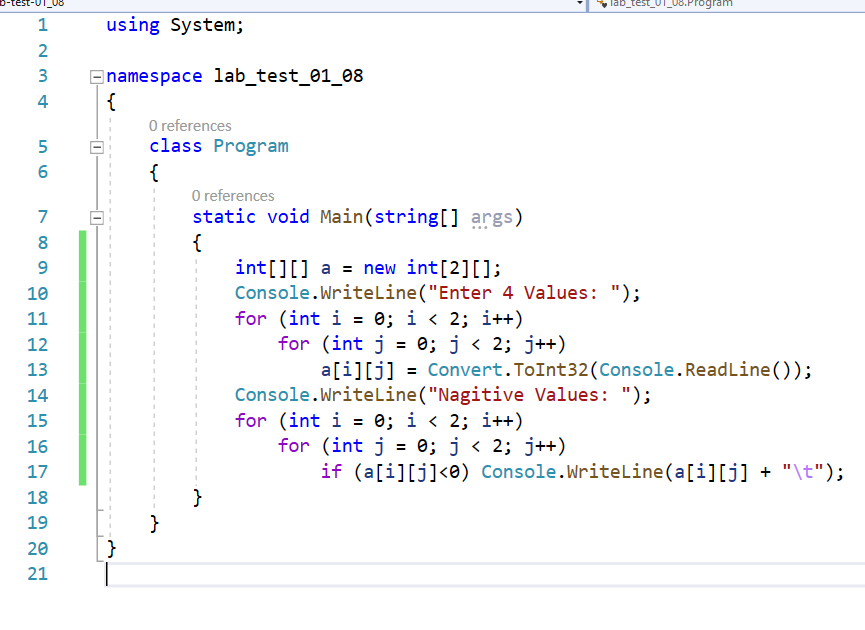 b-test-01_08 lab_test_01_08.Program
1 using System;
2
3 namespace lab_test_01_08
4 {
0 references
5 class Program
6 {
0 references
7 static void Main(string[] args)
8 {
9 int[][] a = new int[2][];
10 Console.WriteLine("Enter 4 Values: ");
11 for (int i = 0; i < 2; i++)
12 for (int j = 0; j < 2; j++)
13 a[i][j] = Convert.ToInt32(Console.ReadLine());
14 Console.WriteLine("Nagitive Values: ");
15 for (int i = 0; i < 2; i++)
16 for (int j = 0; j < 2; j++)
17 if (a[i][j]<0) Console.WriteLine(a[i][j] + "\t");
18 }
19 }
20 }
21